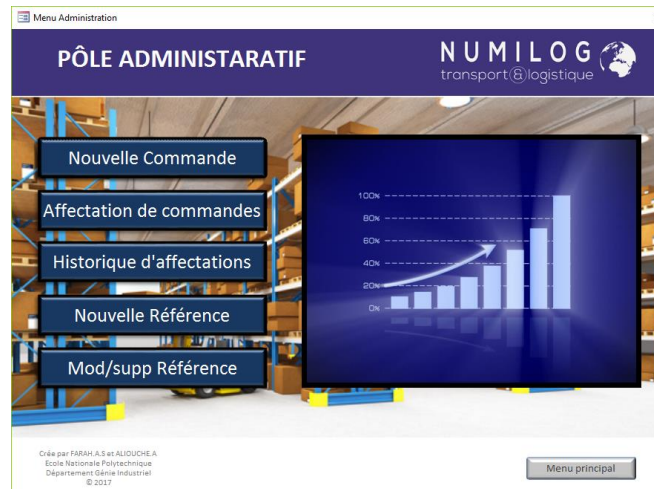 Menu Administration
PÔLE ADMINISTARATIF
NUMILOG
transport@logistique
Nouvelle Commande
Affectation de commandes
Historique d'affectations
Nouvelle Référence
Mod/supp Référence
100%
80%
60%
40%
20%
0%
Crée par FARAH.A.S et ALIOUCHE.A
Ecole Nationale Polytechnique
Département Génie Industriel
© 2017
Menu principal